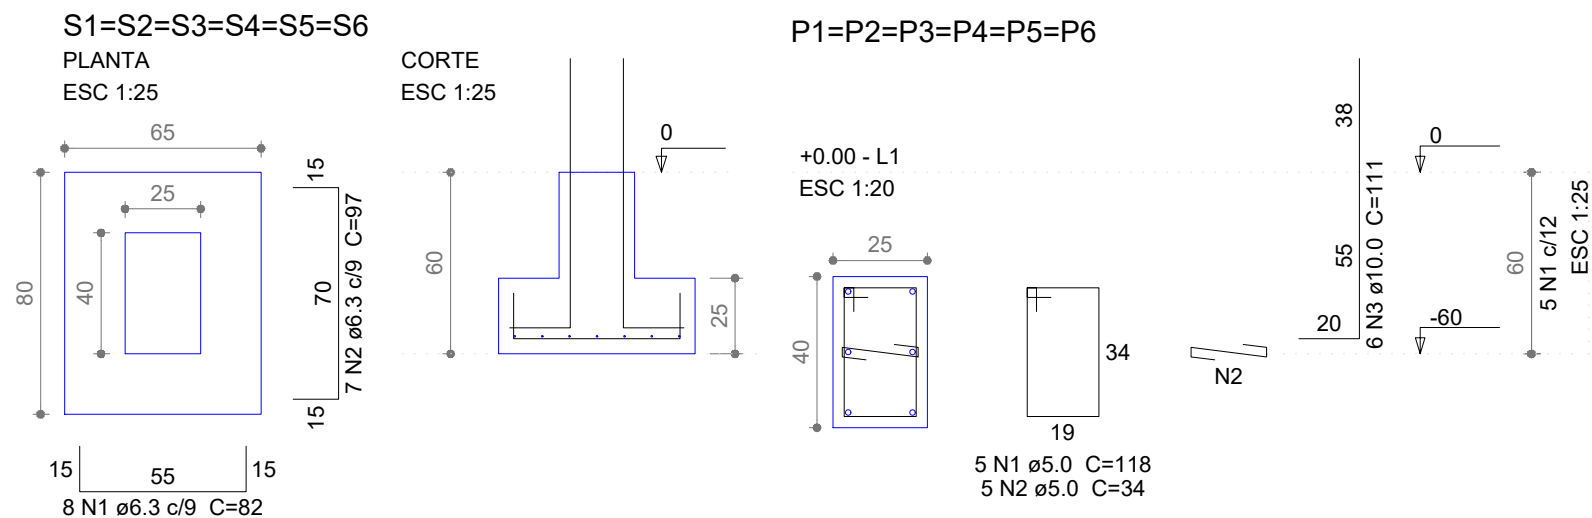 S1=S2=S3=S4=S5=S6
PLANTA
ESC 1:25
65
25
80
40
15
70
15
7 N2 ø6.3 c/9 C=97
15
55
15
8 N1 ø6.3 c/9 C=82
CORTE
ESC 1:25
0
60
25
P1=P2=P3=P4=P5=P6
+0.00 - L1
ESC 1:20
25
40
34
19
5 N1 ø5.0 C=118
5 N2 ø5.0 C=34
N2
38
55
20
6 N3 ø10.0 C=111
0
-60
60
5 N1 c/12
ESC 1:25